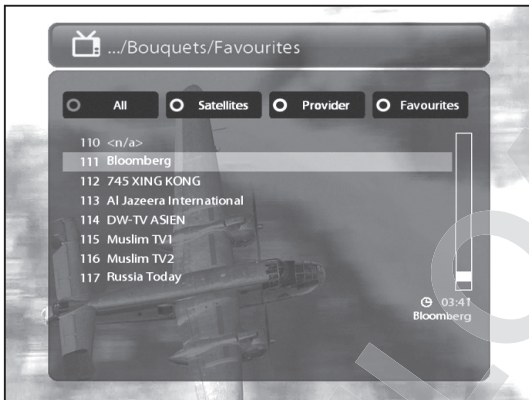 .../Bouquets/Favourites
All Satellites Provider Favourites
110 <n/a>
111 Bloomberg
112 745 XING KONG
113 Al Jazeera International
114 DW-TV ASIEN
115 Muslim TV1
116 Muslim TV2
117 Russia Today
03:41
Bloomberg